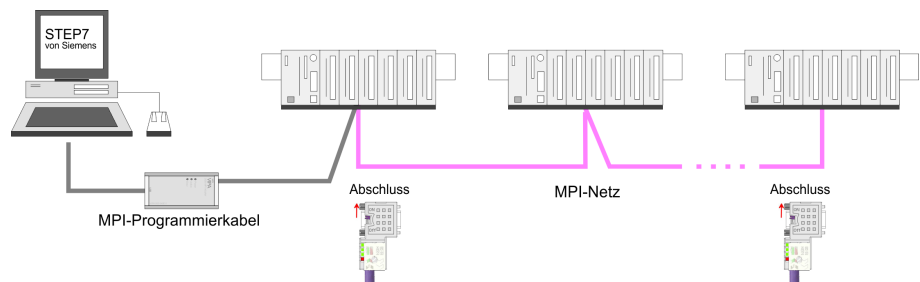 STEP7
von Siemens
MPI-Programmierkabel
Abschluss
MPI-Netz
Abschluss